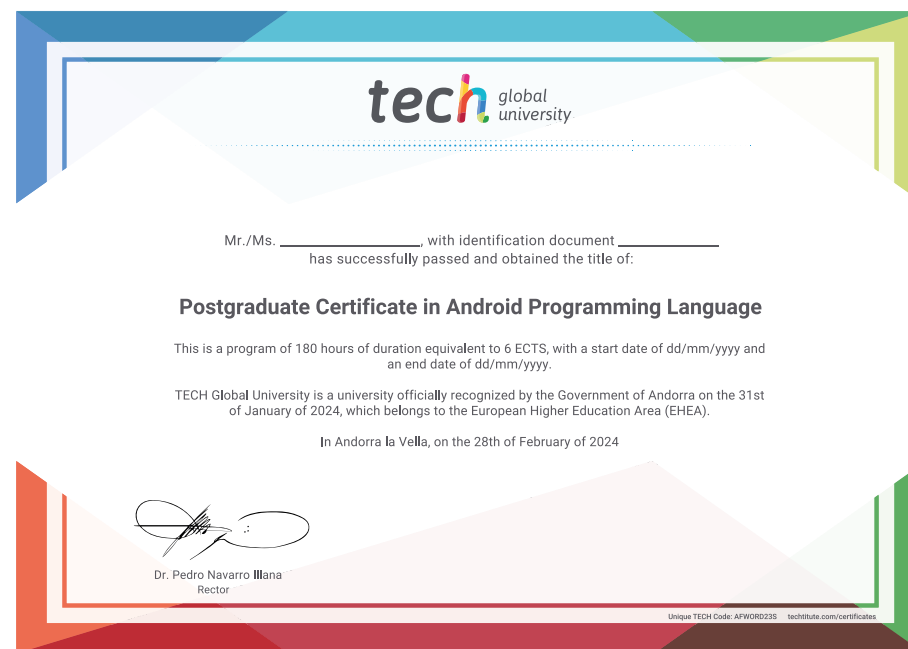 tech global university
Mr./Ms. ____________, with identification document ____________
has successfully passed and obtained the title of:
Postgraduate Certificate in Android Programming Language
This is a program of 180 hours of duration equivalent to 6 ECTS, with a start date of dd/mm/yyyy and
an end date of dd/mm/yyyy.
TECH Global University is a university officially recognized by the Government of Andorra on the 31st
of January of 2024, which belongs to the European Higher Education Area (EHEA).
In Andorra la Vella, on the 28th of February of 2024
Dr. Pedro Navarro Illana
Rector
Unique TECH Code: AFWORD23S techtitute.com/certificates